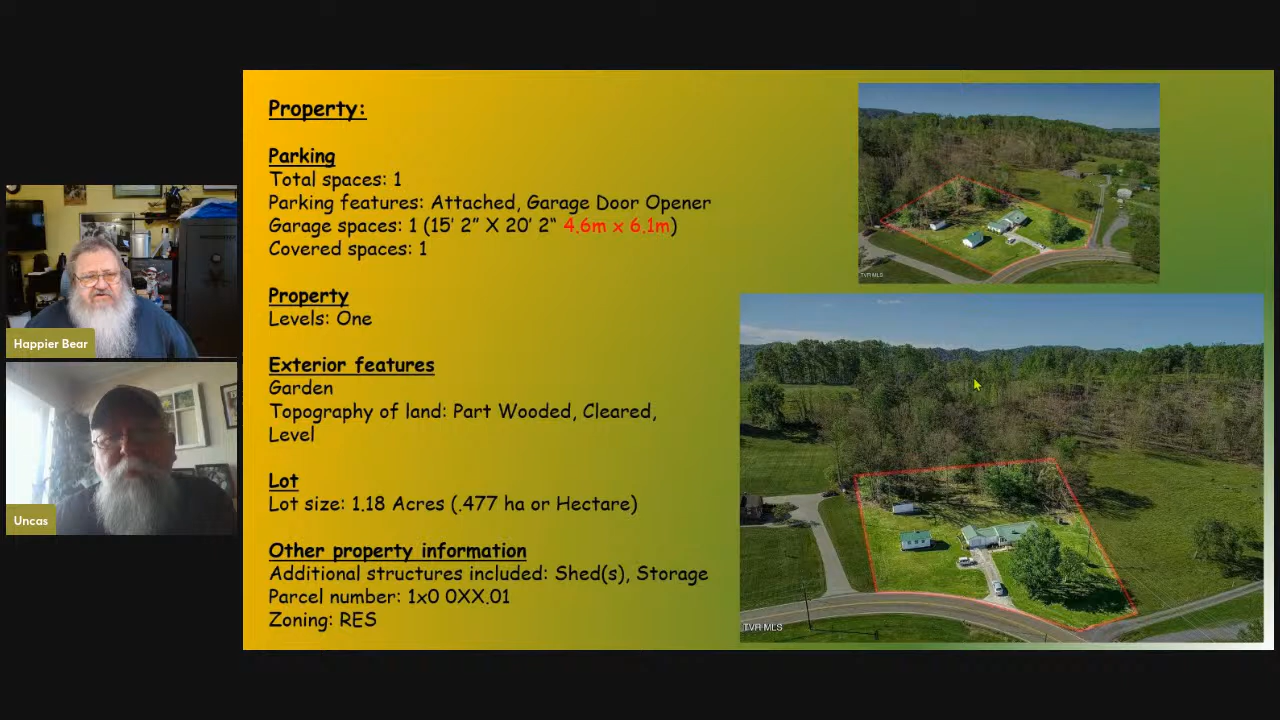 Property:
Parking
Total spaces: 1
Parking features: Attached, Garage Door Opener
Garage spaces: 1 (15' 2" X 20' 2“ 4.6m x 6.1m)
Covered spaces: 1
Property
Levels: One
Exterior features
Garden
Topography of land: Part Wooded, Cleared,
Level
Lot
Lot size: 1.18 Acres (.477 ha or Hectare)
Other property information
Additional structures included: Shed(s), Storage
Parcel number: 1x0 0XX.01
Zoning: RES
Happier Bear
Uncas
TVR MLS
TVR MLS